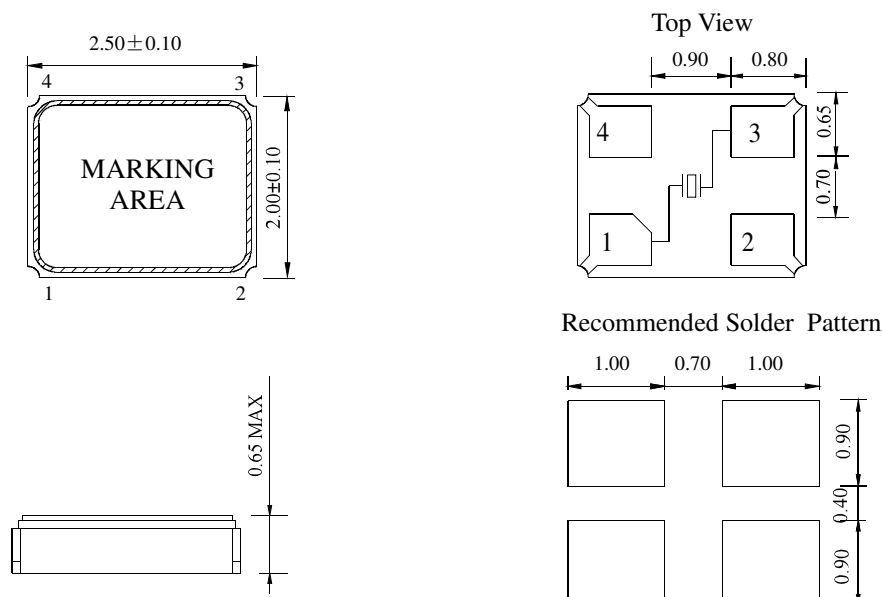 Top View
2.50±0.10
0.90 0.80
4 3
MARKING
AREA
2.00±0.10
1 2
4 3
1 2
0.65
0.70
Recommended Solder Pattern
1.00 0.70 1.00
0.65 MAX
0.90
0.40
0.90